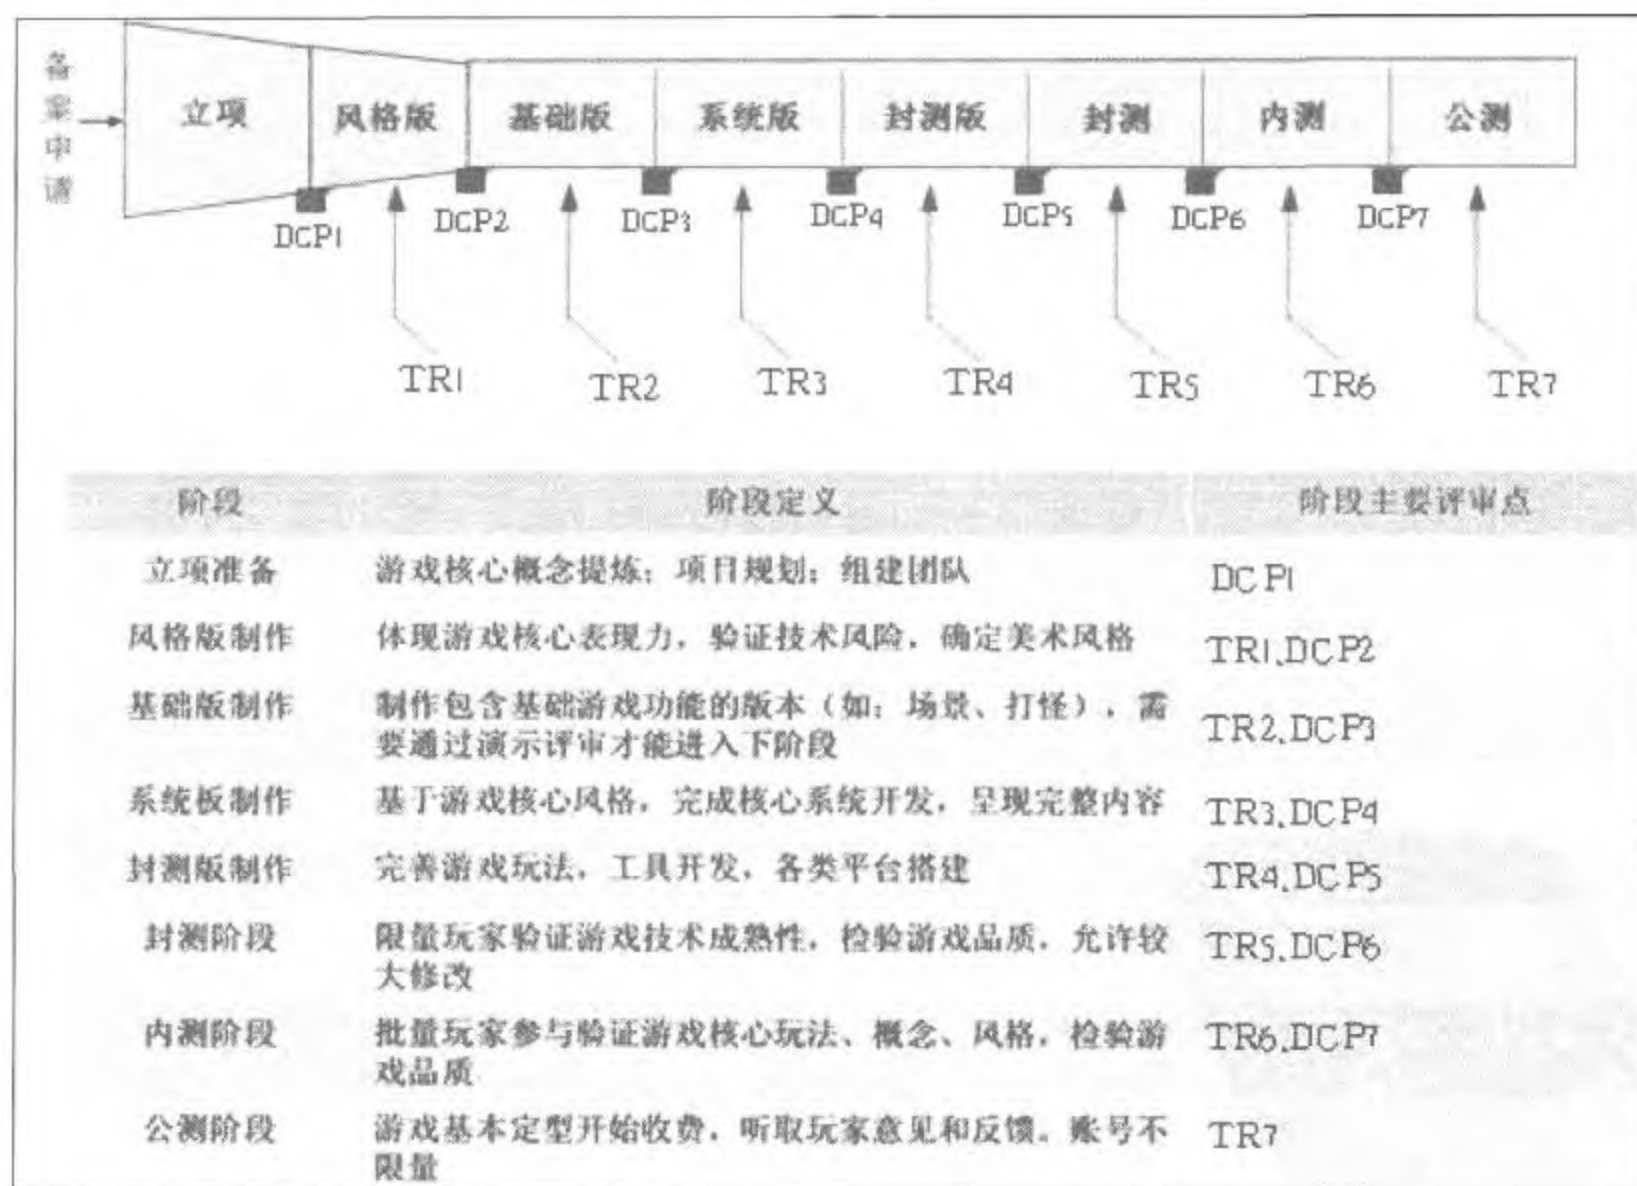 备案申请
立项 风格版 基础版 系统版 封测版 封测 内测 公测
DCP1 DCP2 DCP3 DCP4 DCP5 DCP6 DCP7
TR1 TR2 TR3 TR4 TR5 TR6 TR7
阶段 阶段定义 阶段主要评审点
立项准备 游戏核心概念提炼；项目规划；组建团队 DCP1
风格版制作 体现游戏核心表现力，验证技术风险，确定美术风格 TR1、DCP2
基础版制作 制作包含基础游戏功能的版本（如：场景、打怪），需 TR2、DCP3
要通过演示评审才能进入下阶段
系统板制作 基于游戏核心风格，完成核心系统开发，呈现完整内容 TR3、DCP4
封测版制作 完善游戏玩法，工具开发，各类平台搭建 TR4、DCP5
封测阶段 限量玩家验证游戏技术成熟性，检验游戏品质，允许较 TR5、DCP6
大修改
内测阶段 批量玩家参与验证游戏核心玩法、概念、风格，检验游 TR6、DCP7
戏品质
公测阶段 游戏基本定型开始收费，听取玩家意见和反馈。账号不 TR7
限量